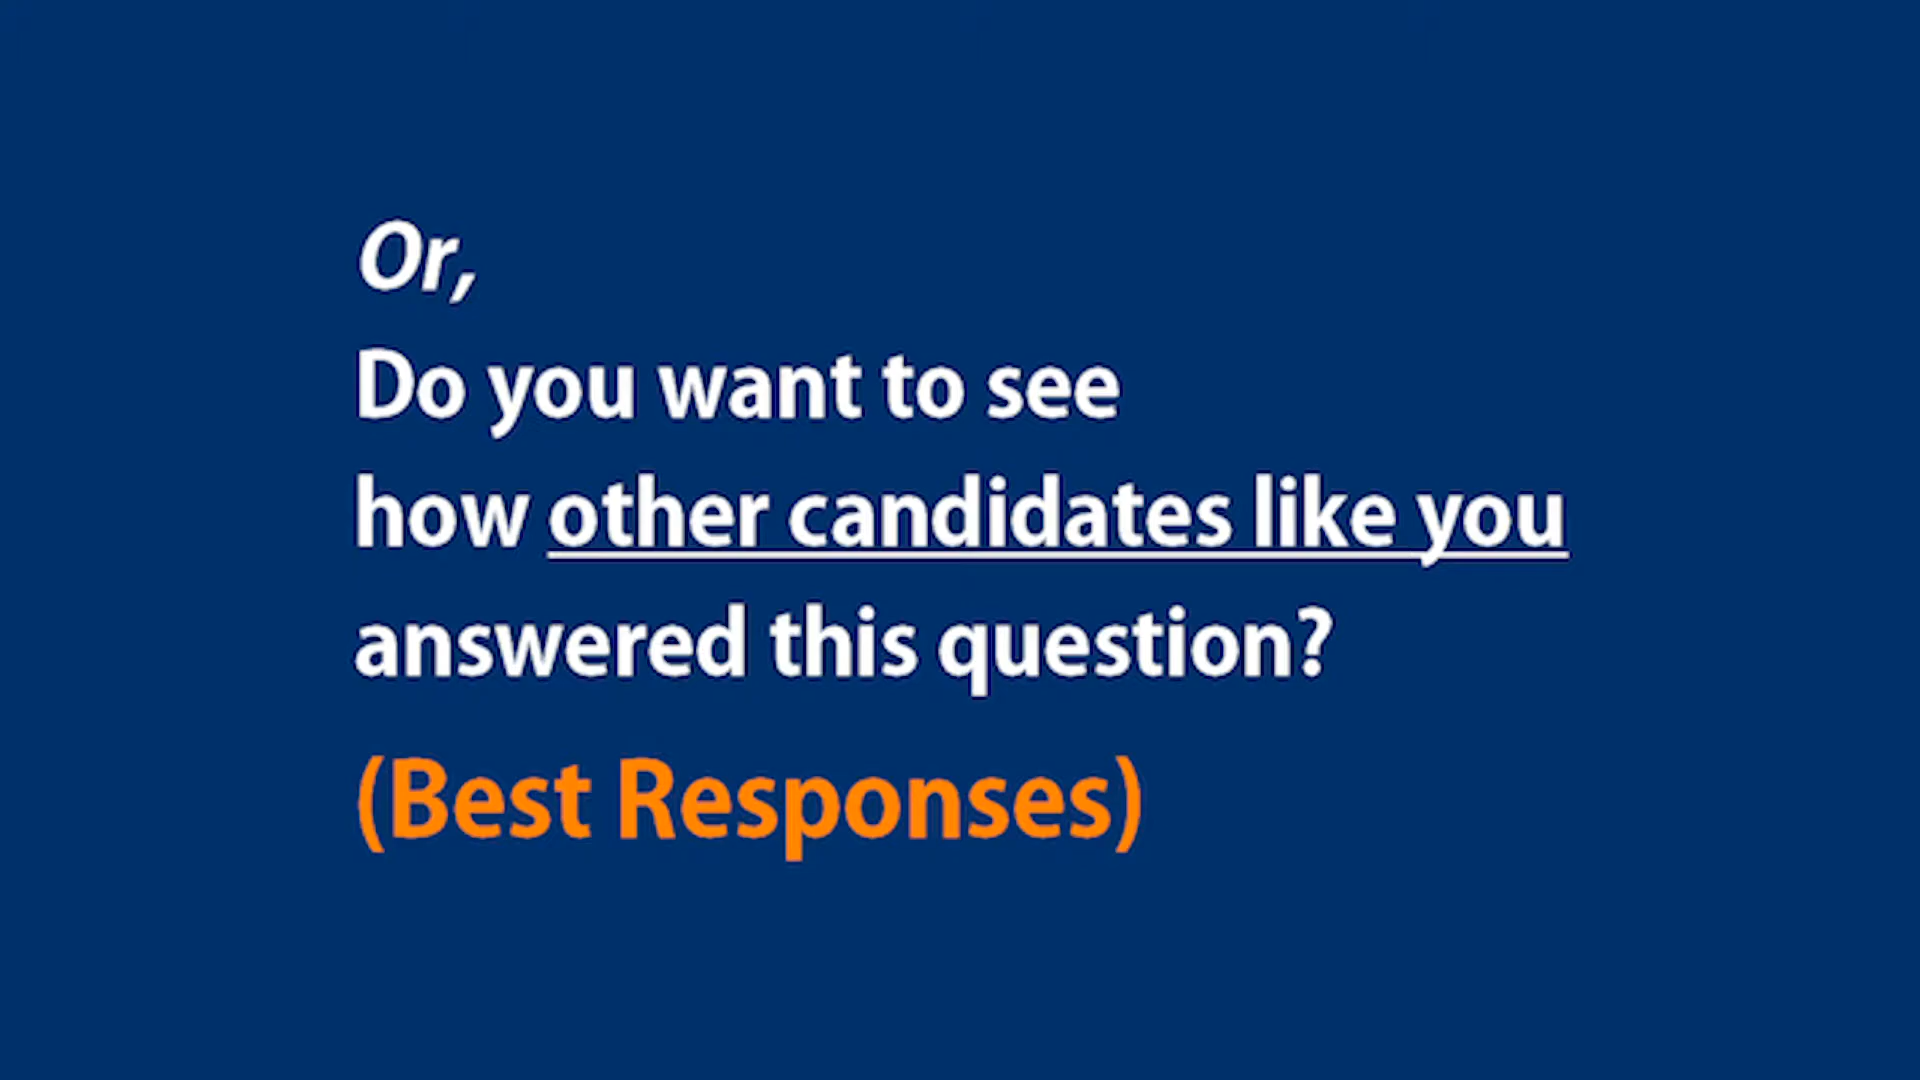 Or,
Do you want to see
how other candidates like you
answered this question?
(Best Responses)